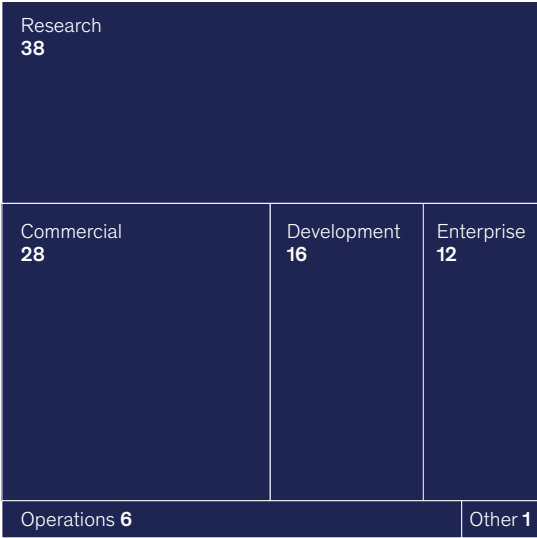 Research
38
Commercial
28
Development
16
Enterprise
12
Operations 6
Other 1